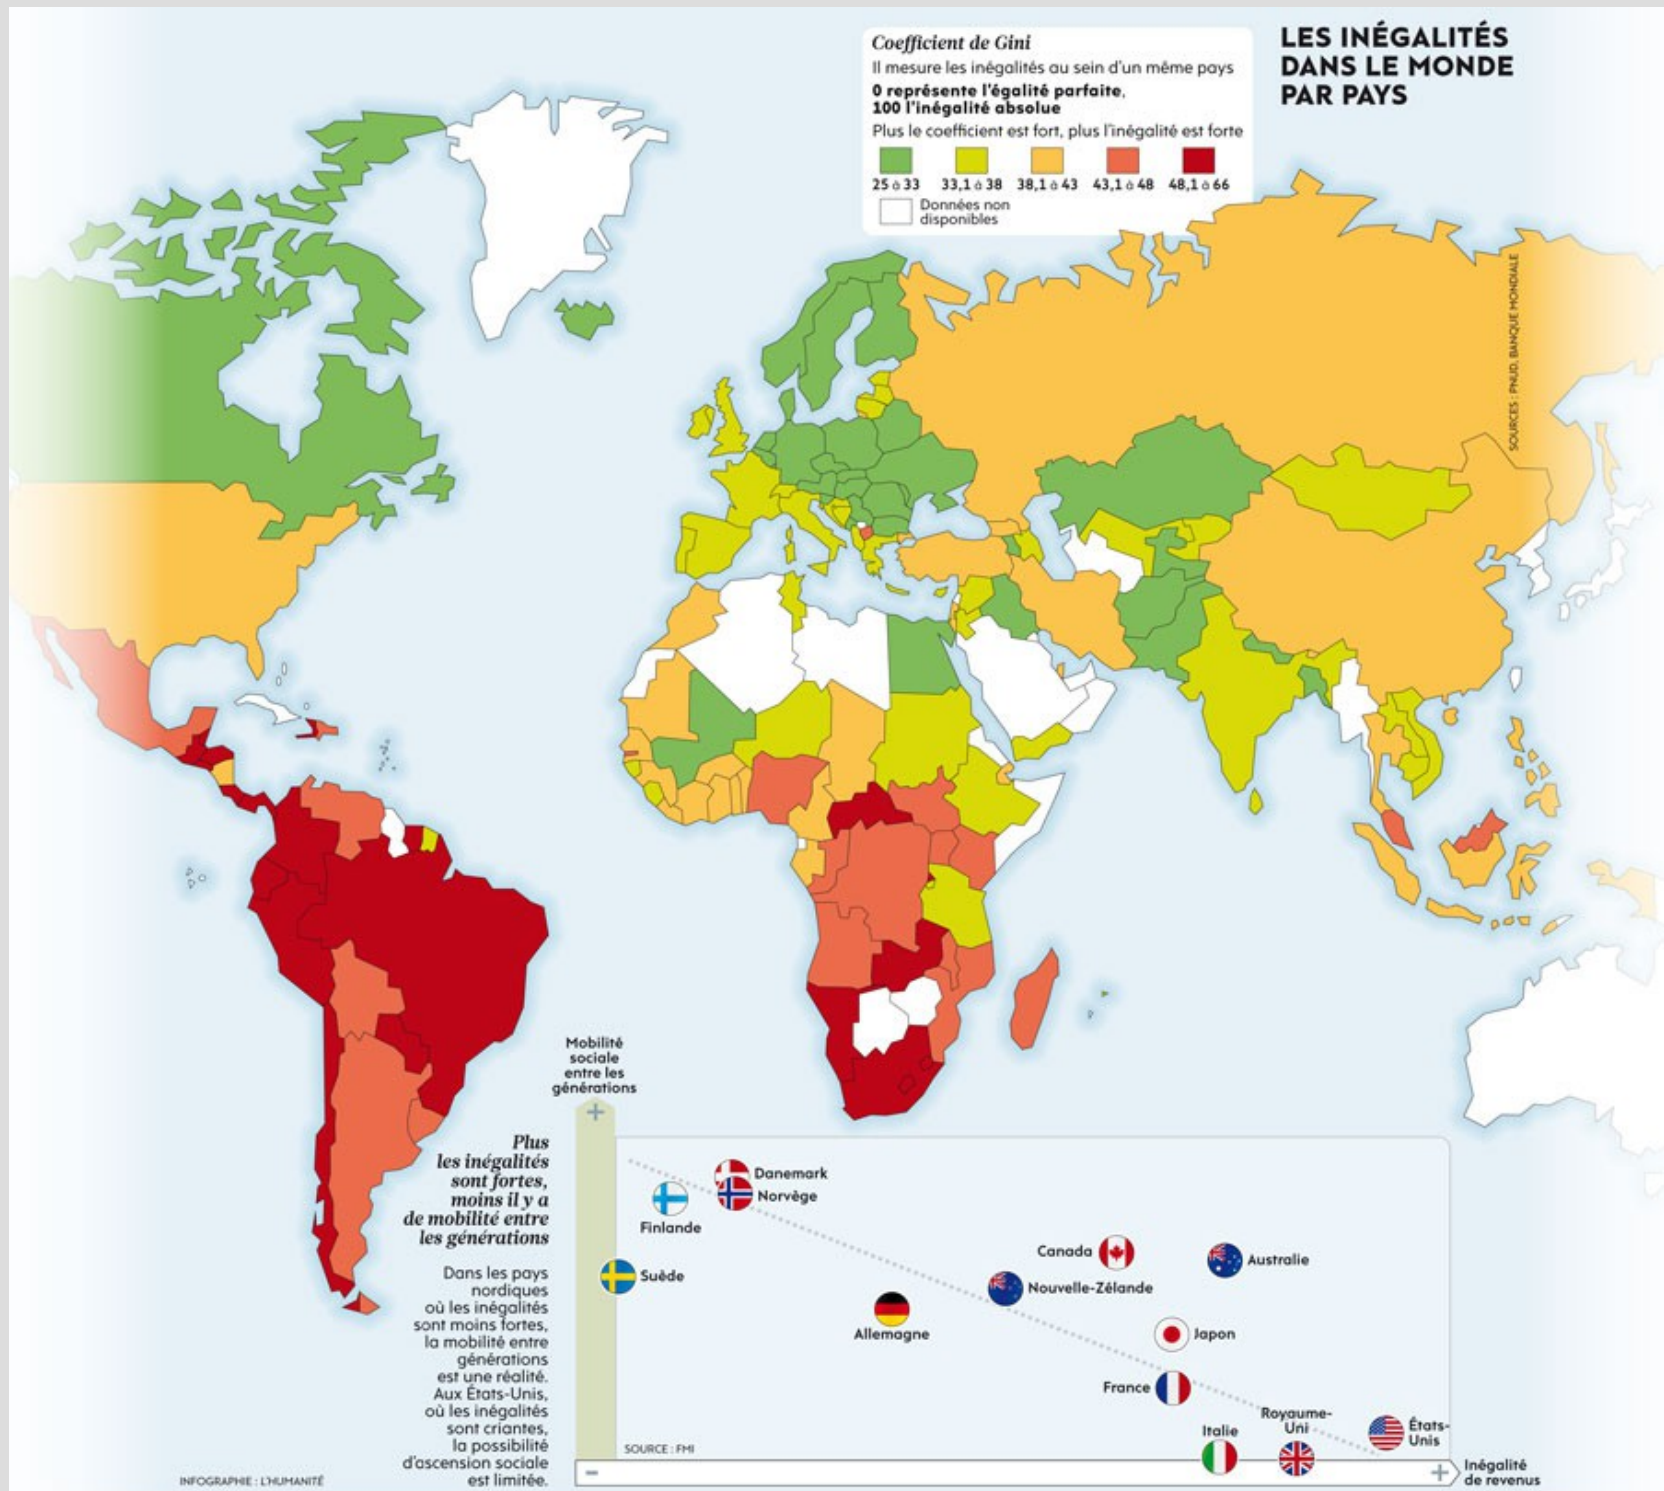 LES INÉGALITÉS
DANS LE MONDE
PAR PAYS
Coefficient de Gini
Il mesure les inégalités au sein d'un même pays
0 représente l'égalité parfaite,
100 l'inégalité absolue
Plus le coefficient est fort, plus l'inégalité est forte
25 à 33
33,1 à 38
38,1 à 43
43,1 à 48
48,1 à 66
Données non
disponibles
SOURCES : PNUD, BANQUE MONDIALE
Mobilité
sociale
entre les
générations
+
Plus
les inégalités
sont fortes,
moins il y a
de mobilité entre
les générations
Dans les pays
nordiques
où les inégalités
sont moins fortes,
la mobilité entre
générations
est une réalité.
Aux États-Unis,
où les inégalités
sont criantes,
la possibilité
d'ascension sociale
est limitée.
Danemark
Norvège
Finlande
Suède
Canada
Australie
Nouvelle-Zélande
Allemagne
Japon
France
Royaume-
Uni
Italie
États-
Unis
SOURCE : FMI
−
+
Inégalité
de revenus
INFOGRAPHIE : L'HUMANITÉ